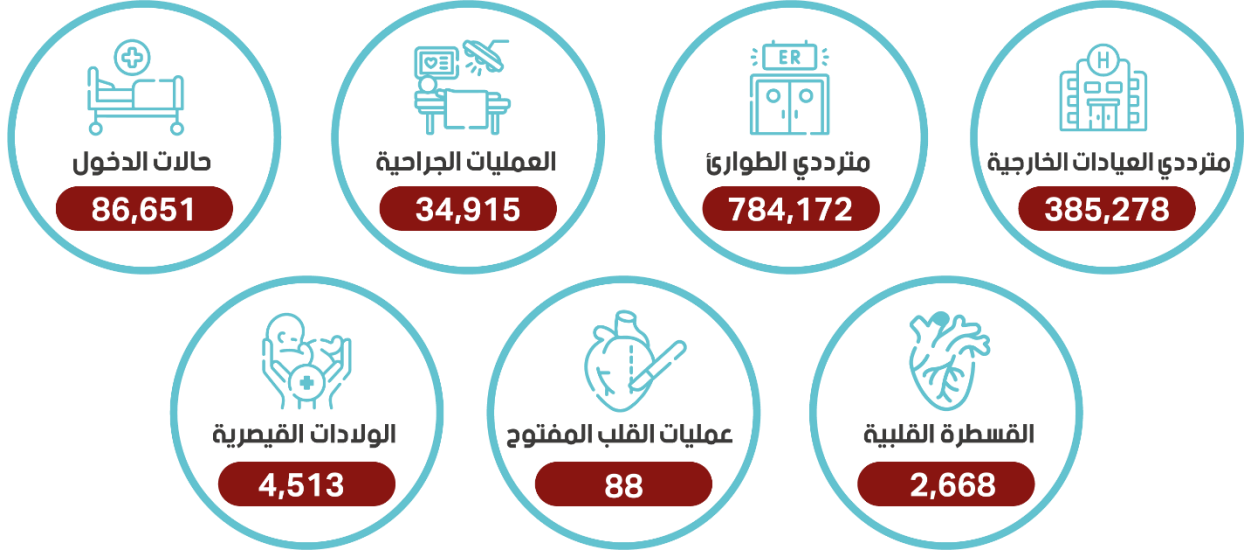 ER
H
مترددي العيادات الخارجية
385,278
مترددي الطوارئ
784,172
العمليات الجراحية
34,915
حالات الدخول
86,651
القسطرة القلبية
2,668
عمليات القلب المفتوح
88
الولادات القيصرية
4,513